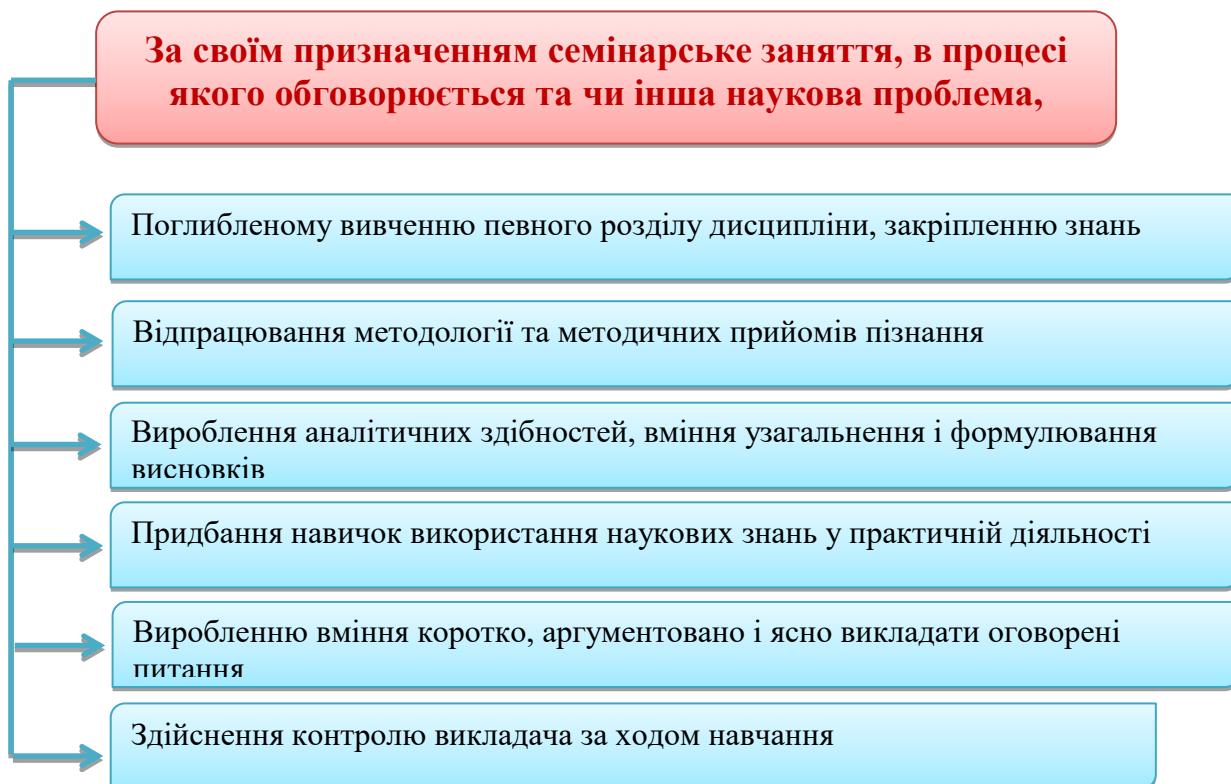 За своїм призначенням семінарське заняття, в процесі
якого обговорюється та чи інша наукова проблема,
Поглибленому вивченню певного розділу дисципліни, закріпленню знань
Відпрацювання методології та методичних прийомів пізнання
Вироблення аналітичних здібностей, вміння узагальнення і формулювання
висновків
Придбання навичок використання наукових знань у практичній діяльності
Виробленню вміння коротко, аргументовано і ясно викладати оговорені
питання
Здійснення контролю викладача за ходом навчання